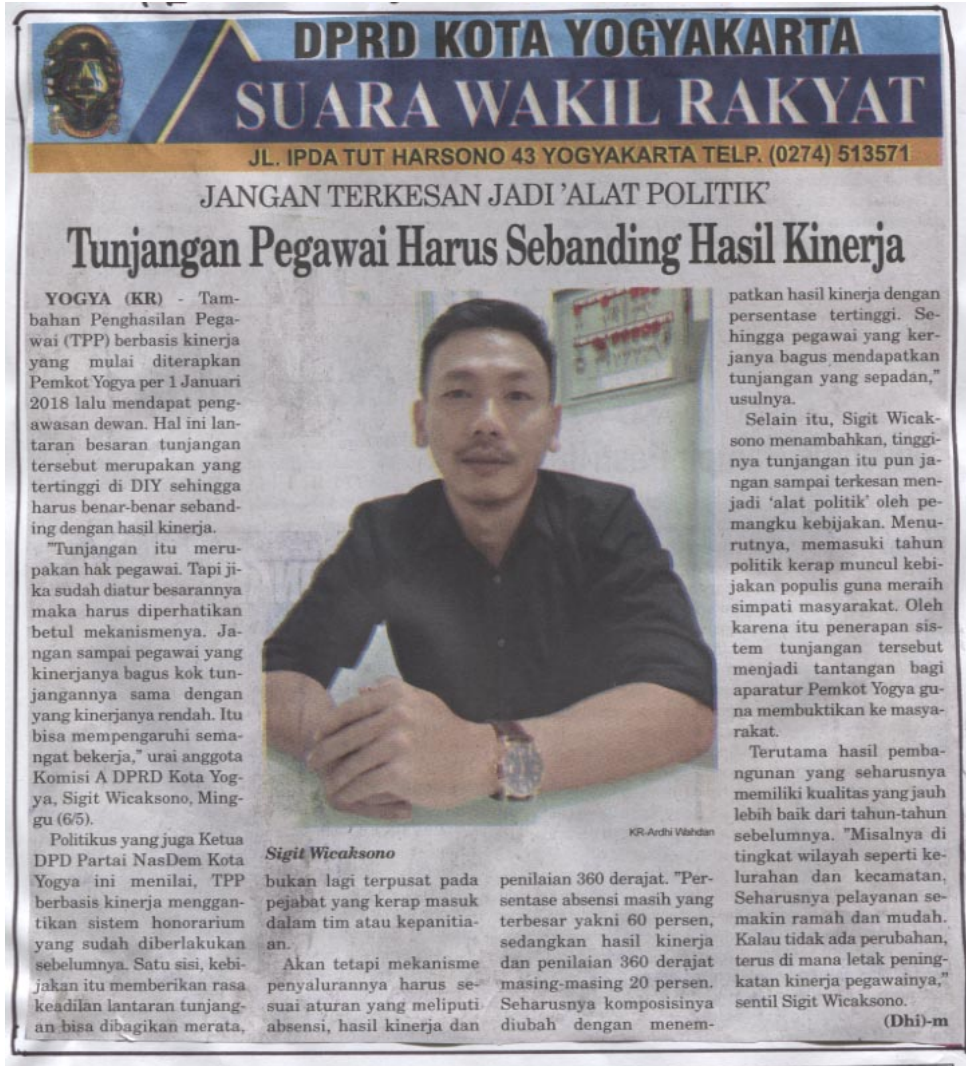 DPRD KOTA YOGYAKARTA
SUARA WAKIL RAKYAT
JL. IPDA TUT HARSONO 43 YOGYAKARTA TELP. (0274) 513571
JANGAN TERKESAN JADI 'ALAT POLITIK'
Tunjangan Pegawai Harus Sebanding Hasil Kinerja
YOGYA (KR) - Tam-
bahan Penghasilan Pega-
wai (TPP) berbasis kinerja
yang mulai diterapkan
Pemkot Yogya per 1 Januari
2018 lalu mendapat peng-
awasan dewan. Hal ini lan-
taran besaran tunjangan
tersebut merupakan yang
tertinggi di DIY sehingga
harus benar-benar seband-
ing dengan hasil kinerja.
"Tunjangan itu meru-
pakan hak pegawai. Tapi ji-
ka sudah diatur besarannya
maka harus diperhatikan
betul mekanismenya. Ja-
ngan sampai pegawai yang
kinerjanya bagus kok tun-
jangannya sama dengan
yang kinerjanya rendah. Itu
bisa mempengaruhi sema-
ngat bekerja," urai anggota
Komisi A DPRD Kota Yog-
ya, Sigit Wicaksono, Ming-
gu (6/5).
Politikus yang juga Ketua
DPD Partai NasDem Kota
Yogya ini menilai, TPP
berbasis kinerja menggan-
tikan sistem honorarium
yang sudah diberlakukan
sebelumnya. Satu sisi, kebi-
jakan itu memberikan rasa
keadilan lantaran tunjang-
an bisa dibagikan merata,
KR-Ardhi Wahdan
Sigit Wicaksono
bukan lagi terpusat pada
pejabat yang kerap masuk
dalam tim atau kepanitia-
an.
Akan tetapi mekanisme
penyalurannya harus se-
suai aturan yang meliputi
absensi, hasil kinerja dan
penilaian 360 derajat. "Per-
sentase absensi masih yang
terbesar yakni 60 persen,
sedangkan hasil kinerja
dan penilaian 360 derajat
masing-masing 20 persen.
Seharusnya komposisinya
diubah dengan menem-
patkan hasil kinerja dengan
persentase tertinggi. Se-
hingga pegawai yang ker-
janya bagus mendapatkan
tunjangan yang sepadan,"
usulnya.
Selain itu, Sigit Wicak-
sono menambahkan, tinggi-
nya tunjangan itu pun ja-
ngan sampai terkesan men-
jadi 'alat politik' oleh pe-
mangku kebijakan. Menu-
rutnya, memasuki tahun
politik kerap muncul kebi-
jakan populis guna meraih
simpati masyarakat. Oleh
karena itu penerapan sis-
tem tunjangan tersebut
menjadi tantangan bagi
aparatur Pemkot Yogya gu-
na membuktikan ke masya-
rakat.
Terutama hasil pemba-
ngunan yang seharusnya
memiliki kualitas yang jauh
lebih baik dari tahun-tahun
sebelumnya. "Misalnya di
tingkat wilayah seperti ke-
lurahan dan kecamatan,
Seharusnya pelayanan se-
makin ramah dan mudah.
Kalau tidak ada perubahan,
terus di mana letak pening-
katan kinerja pegawainya,"
sentil Sigit Wicaksono.
(Dhi)-m